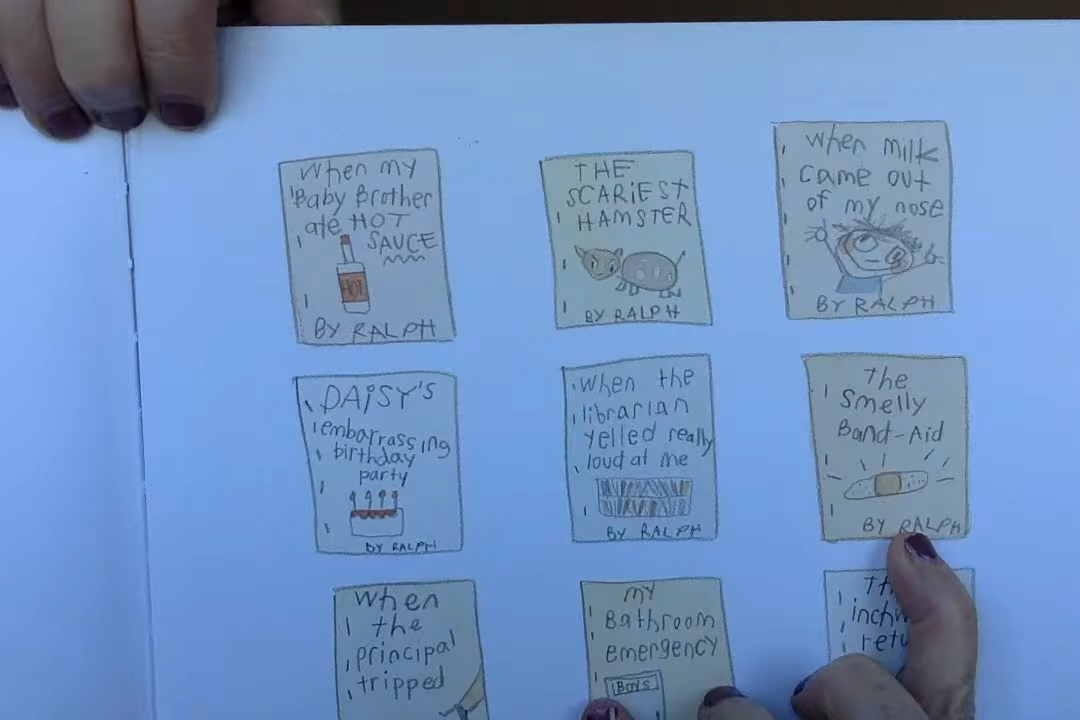 when my
Baby Brother
ate HOT
SAUCE
HOT
BY RALPH
THE
SCARIEST
HAMSTER
BY RALPH
when milk
came out
of my nose
BY RALPH
DAISY'S
embarrassing
birthday
party
BY RALPH
when the
librarian
yelled really
loud at me
BY RALPH
The
Smelly
Band-Aid
BY RALPH
when
the
principal
tripped
my
Bathroom
emergency
BOYS